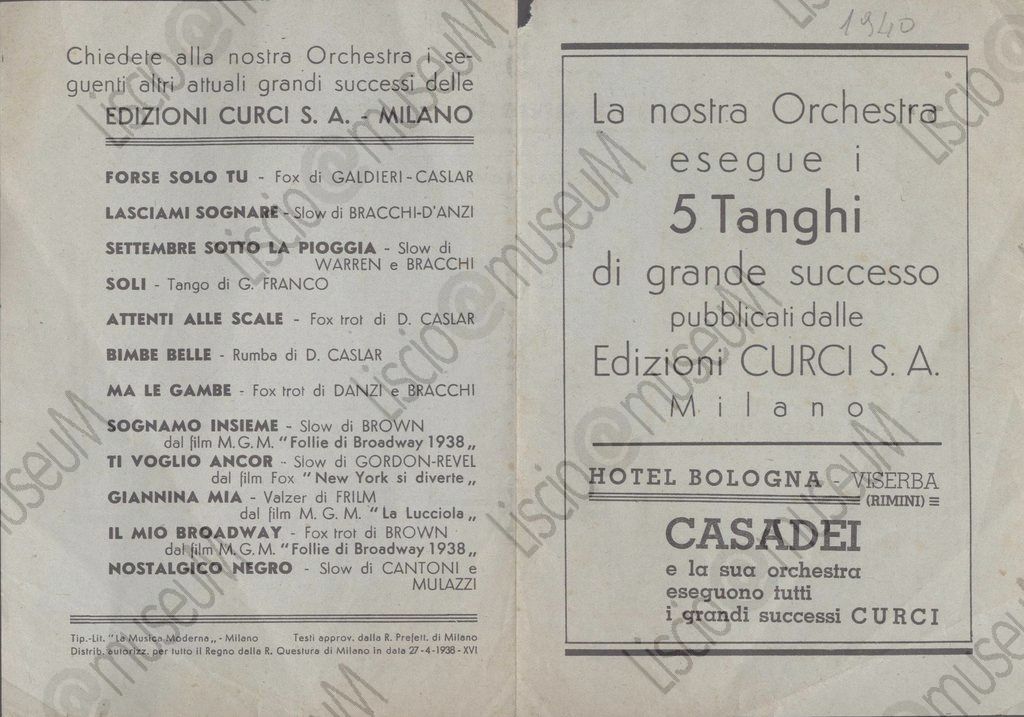 Chiedete alla nostra Orchestra i se-
guenti altri attuali grandi successi delle
EDIZIONI CURCI S. A. - MILANO
FORSE SOLO TU - Fox di GALDIERI-CASLAR
LASCIAMI SOGNARE - Slow di BRACCHI-D'ANZI
SETTEMBRE SOTTO LA PIOGGIA - Slow di
WARREN e BRACCHI
SOLI - Tango di G. FRANCO
ATTENTI ALLE SCALE - Fox trot di D. CASLAR
BIMBE BELLE - Rumba di D. CASLAR
MA LE GAMBE - Fox trot di DANZI e BRACCHI
SOGNAMO INSIEME - Slow di BROWN
dal film M. G. M. "Follie di Broadway 1938„
TI VOGLIO ANCOR - Slow di GORDON-REVEL
dal film Fox "New York si diverte„
GIANNINA MIA - Valzer di FRILM
dal film M. G. M. "La Lucciola„
IL MIO BROADWAY - Fox trot di BROWN
dal film M. G. M. "Follie di Broadway 1938„
NOSTALGICO NEGRO - Slow di CANTONI e
MULAZZI
Tip.-Lit. "La Musica Moderna„ - Milano Testi approv. dalla R. Prefett. di Milano
Distrib. autorizz. per tutto il Regno dalla R. Questura di Milano in data 27-4-1938 - XVI
1940
La nostra Orchestra
esegue i
5 Tanghi
di grande successo
pubblicati dalle
Edizioni CURCI S. A.
Milano
HOTEL BOLOGNA - VISERBA
(RIMINI)
CASADEI
e la sua orchestra
eseguono tutti
i grandi successi CURCI
Liscio@museuM